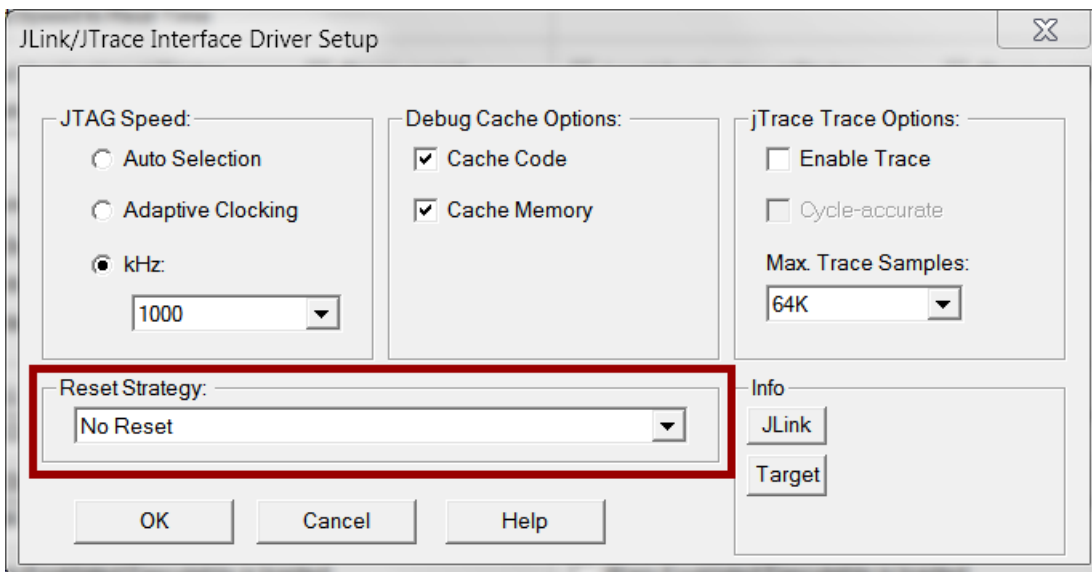 JLink/JTrace Interface Driver Setup
JTAG Speed:
Auto Selection
Adaptive Clocking
kHz:
1000
Debug Cache Options:
Cache Code
Cache Memory
jTrace Trace Options:
Enable Trace
Cycle-accurate
Max. Trace Samples:
64K
Reset Strategy:
No Reset
Info
JLink
Target
OK
Cancel
Help